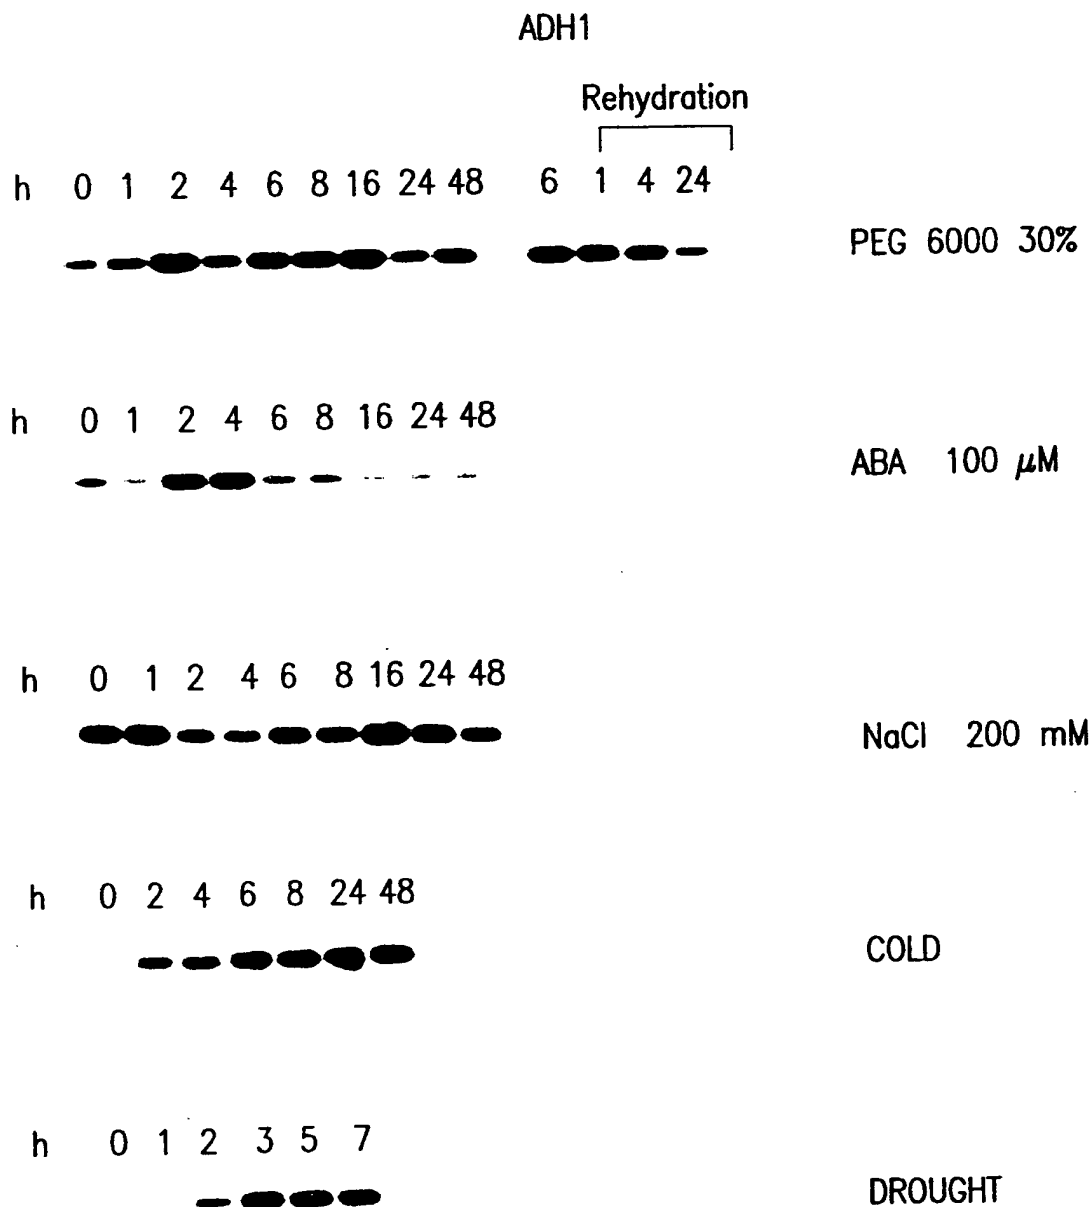 ADH1
Rehydration
h 0 1 2 4 6 8 16 24 48 6 1 4 24
PEG 6000 30%
h 0 1 2 4 6 8 16 24 48
ABA 100 μM
h 0 1 2 4 6 8 16 24 48
NaCl 200 mM
h 0 2 4 6 8 24 48
COLD
h 0 1 2 3 5 7
DROUGHT